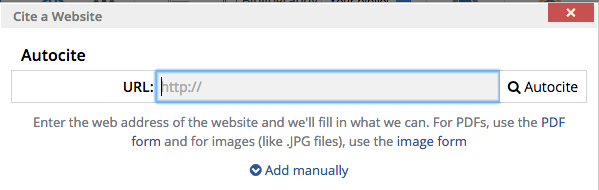 Cite a Website
Autocite
URL: http:// Autocite
Enter the web address of the website and we'll fill in what we can. For PDFs, use the PDF
form and for images (like .JPG files), use the image form
Add manually